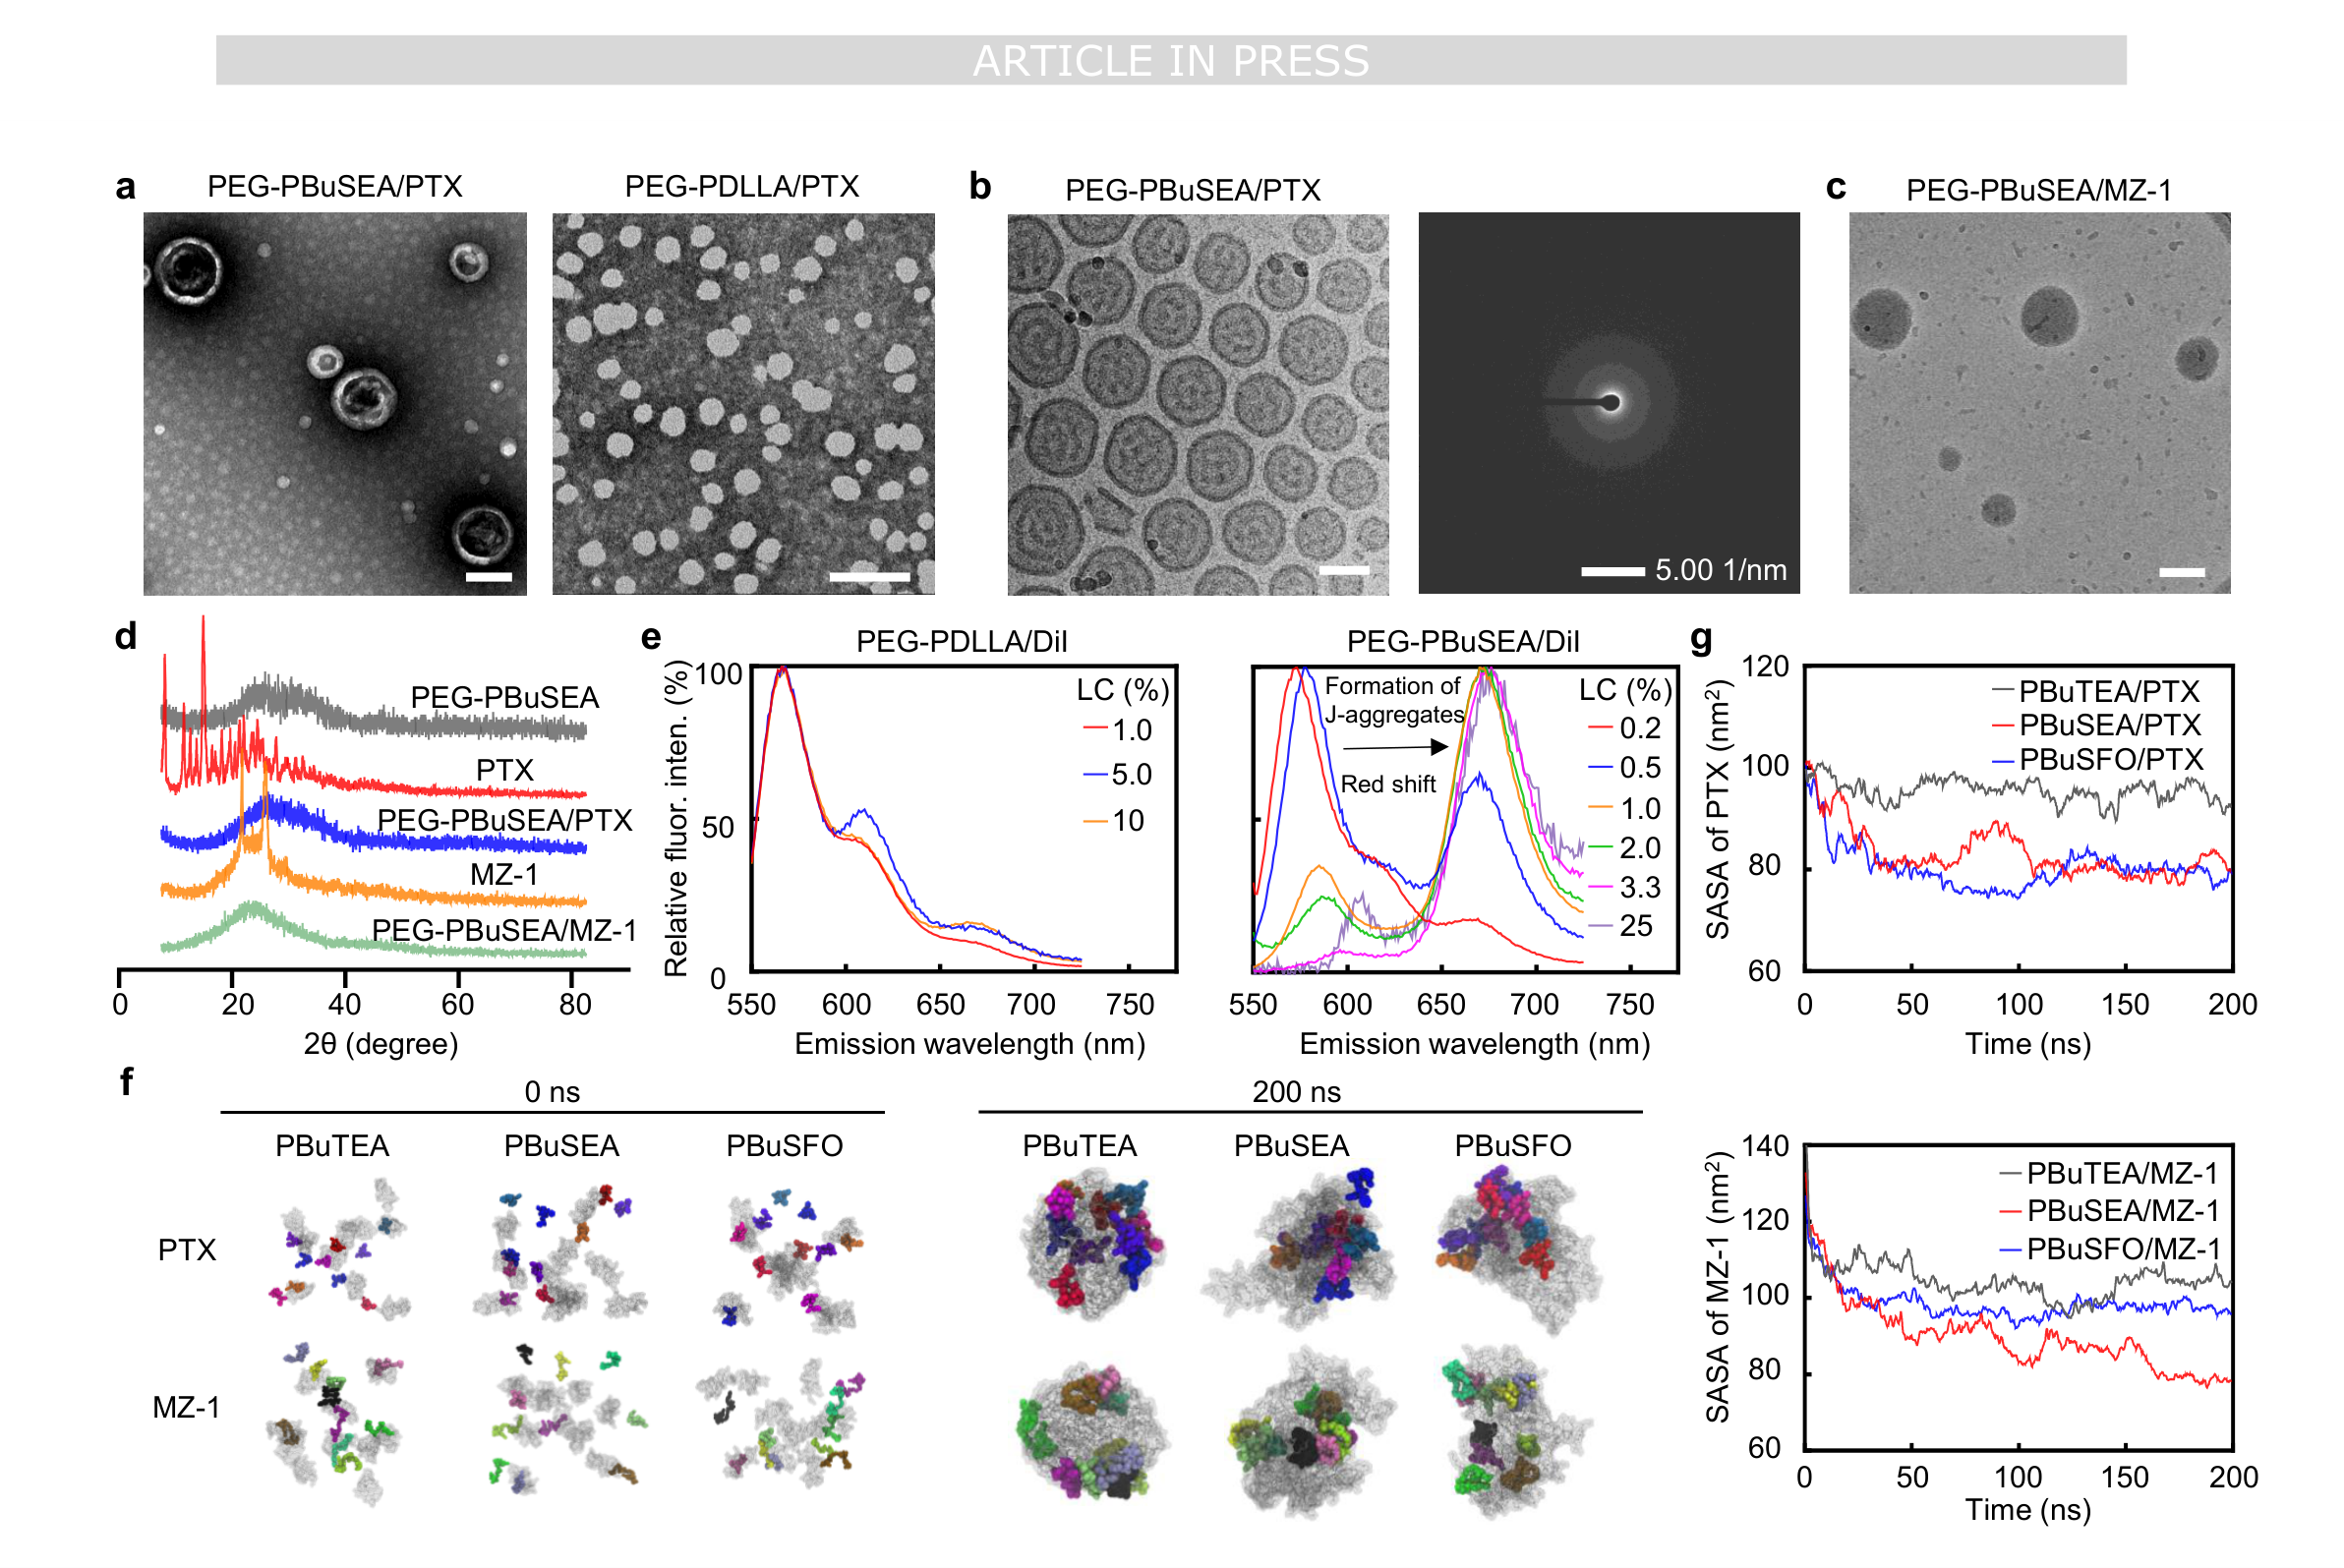 ARTICLE IN PRESS
a
PEG-PBuSEA/PTX
PEG-PDLLA/PTX
b
PEG-PBuSEA/PTX
5.00 1/nm
c
PEG-PBuSEA/MZ-1
d
PEG-PBuSEA
PTX
PEG-PBuSEA/PTX
MZ-1
PEG-PBuSEA/MZ-1
0 20 40 60 80
2θ (degree)
e
PEG-PDLLA/DiI
Relative fluor. inten. (%)
100
50
0
LC (%)
1.0
5.0
10
550 600 650 700 750
Emission wavelength (nm)
PEG-PBuSEA/DiI
Formation of
J-aggregates
Red shift
LC (%)
0.2
0.5
1.0
2.0
3.3
25
550 600 650 700 750
Emission wavelength (nm)
g
SASA of PTX (nm²)
120
100
80
60
PBuTEA/PTX
PBuSEA/PTX
PBuSFO/PTX
0 50 100 150 200
Time (ns)
f
0 ns
200 ns
PBuTEA PBuSEA PBuSFO
PBuTEA PBuSEA PBuSFO
PTX
MZ-1
SASA of MZ-1 (nm²)
140
120
100
80
60
PBuTEA/MZ-1
PBuSEA/MZ-1
PBuSFO/MZ-1
0 50 100 150 200
Time (ns)